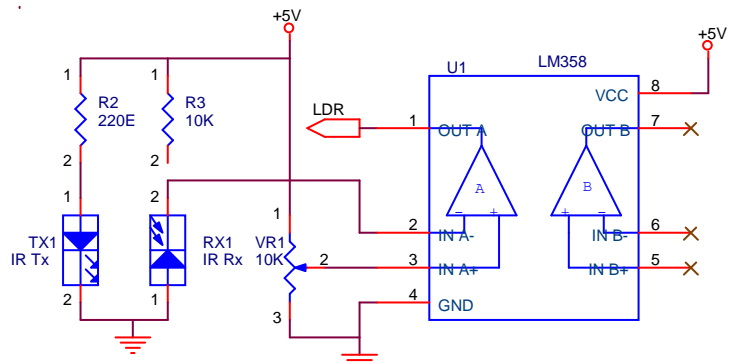 +5V
+5V
U1
LM358
1
1
8
VCC
R2
220E
R3
10K
LDR
1
OUT A
OUT B
7
2
2
A
B
1
2
1
2
IN A-
IN B-
6
TX1
IR Tx
RX1
IR Rx
VR1
10K
2
3
IN A+
IN B+
5
2
1
3
4
GND
- +
+ -